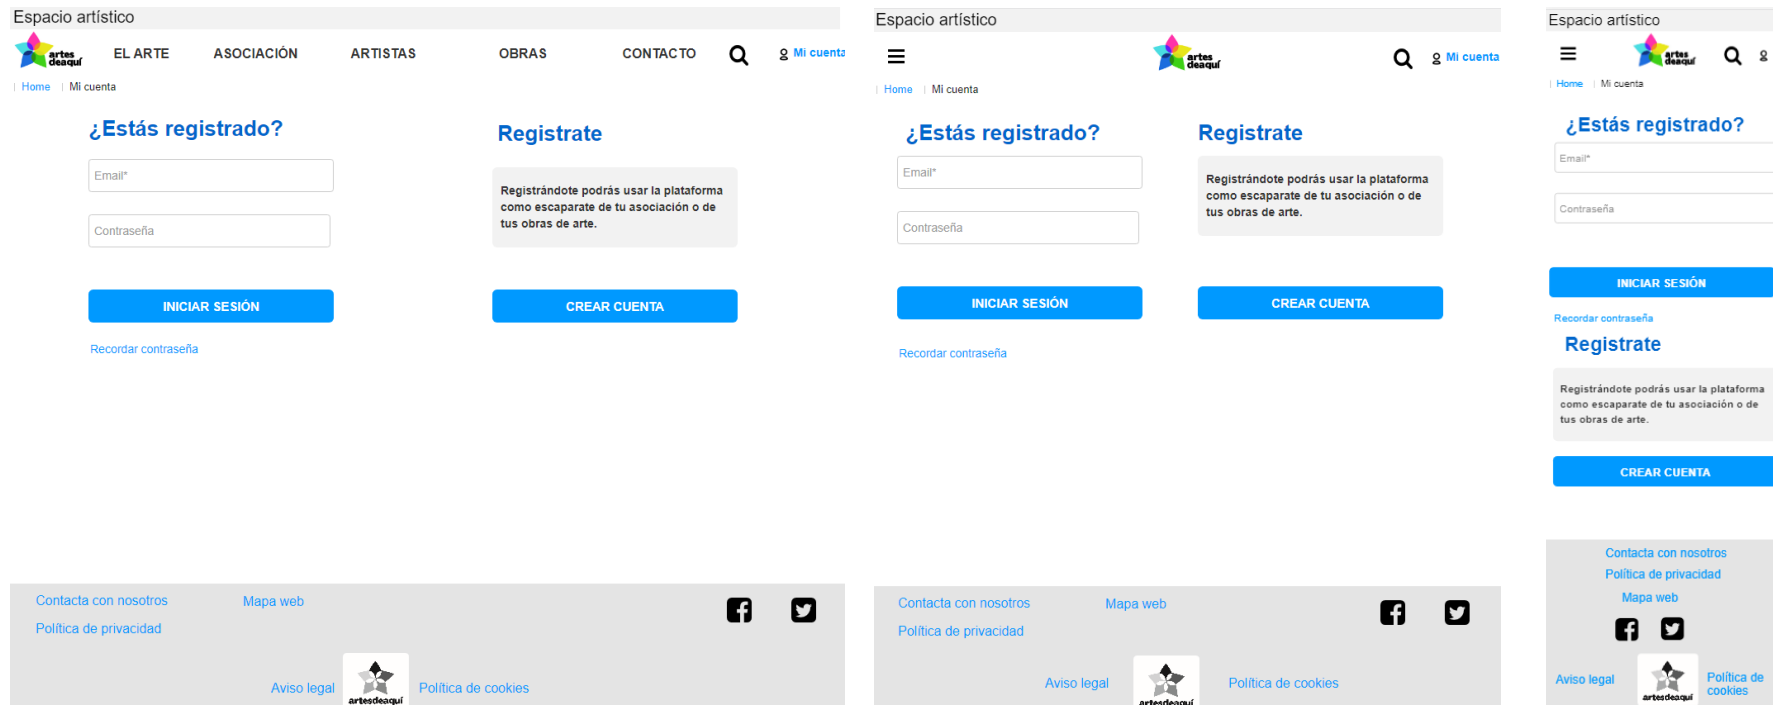 Espacio artístico
artes
deaquí
EL ARTE
ASOCIACIÓN
ARTISTAS
OBRAS
CONTACTO
Mi cuenta
Home
Mi cuenta
¿Estás registrado?
Email*
Contraseña
INICIAR SESIÓN
Recordar contraseña
Registrate
Registrándote podrás usar la plataforma
como escaparate de tu asociación o de
tus obras de arte.
CREAR CUENTA
Contacta con nosotros
Mapa web
Política de privacidad
Aviso legal
artesdeaquí
Política de cookies
Espacio artístico
artes
deaquí
Mi cuenta
Home
Mi cuenta
¿Estás registrado?
Email*
Contraseña
INICIAR SESIÓN
Recordar contraseña
Registrate
Registrándote podrás usar la plataforma
como escaparate de tu asociación o de
tus obras de arte.
CREAR CUENTA
Contacta con nosotros
Mapa web
Política de privacidad
Aviso legal
artesdeaquí
Política de cookies
Espacio artístico
artes
deaquí
Home
Mi cuenta
¿Estás registrado?
Email*
Contraseña
INICIAR SESIÓN
Recordar contraseña
Registrate
Registrándote podrás usar la plataforma
como escaparate de tu asociación o de
tus obras de arte.
CREAR CUENTA
Contacta con nosotros
Política de privacidad
Mapa web
Aviso legal
artesdeaquí
Política de
cookies